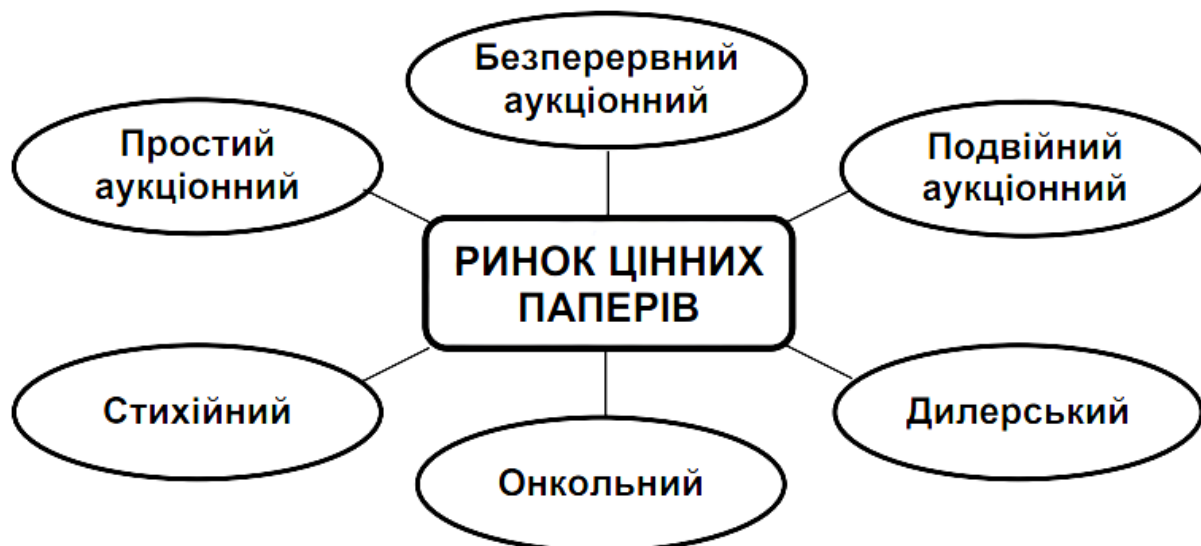 Безперервний
аукціонний
Простий
аукціонний
Подвійний
аукціонний
РИНОК ЦІННИХ
ПАПЕРІВ
Стихійний
Дилерський
Онкольний